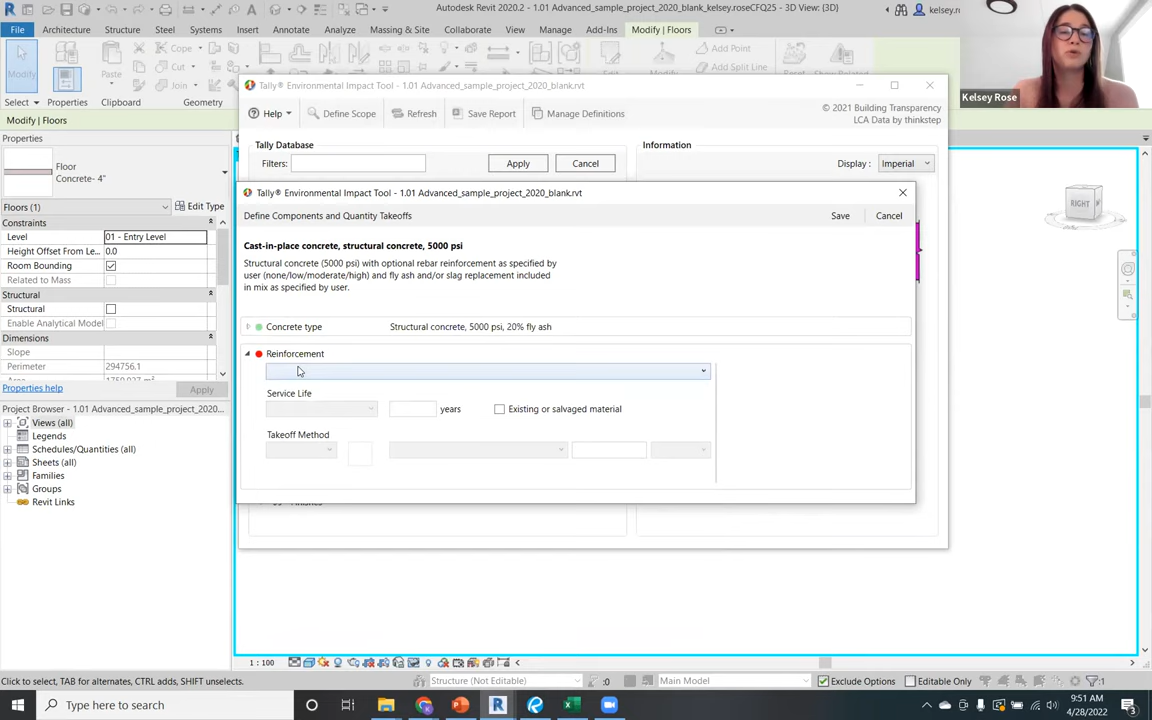 Autodesk Revit 2020.2 - 1.01 Advanced_sample_project_2020_blank_kelsey.roseCFQ25 - 3D View: {3D}
kelsey.ro
File Architecture Structure Steel Systems Insert Annotate Analyze Massing & Site Collaborate View Manage Add-Ins Modify | Floors
Modify
Paste
Cope
Cut
Join
Add Point
Add Split Line
Select Properties Clipboard Geometry
Kelsey Rose
Modify | Floors
Properties
Floor
Concrete- 4"
Floors (1)
Edit Type
Constraints
Level 01 - Entry Level
Height Offset From Le... 0.0
Room Bounding
Related to Mass
Structural
Structural
Enable Analytical Model
Dimensions
Slope
Perimeter 294756.1
Properties help
Apply
Project Browser - 1.01 Advanced_sample_project_2020...
Views (all)
Legends
Schedules/Quantities (all)
Sheets (all)
Families
Groups
Revit Links
Tally® Environmental Impact Tool - 1.01 Advanced_sample_project_2020_blank.rvt
Help Define Scope Refresh Save Report Manage Definitions
© 2021 Building Transparency
LCA Data by thinkstep
Tally Database
Information
Filters:
Apply
Cancel
Display : Imperial
Tally® Environmental Impact Tool - 1.01 Advanced_sample_project_2020_blank.rvt
Define Components and Quantity Takeoffs
Save
Cancel
Cast-in-place concrete, structural concrete, 5000 psi
Structural concrete (5000 psi) with optional rebar reinforcement as specified by
user (none/low/moderate/high) and fly ash and/or slag replacement included
in mix as specified by user.
Concrete type Structural concrete, 5000 psi, 20% fly ash
Reinforcement
Service Life
years
Existing or salvaged material
Takeoff Method
RIGHT
1 : 100
Click to select, TAB for alternates, CTRL adds, SHIFT unselects.
Structure (Not Editable)
:0
Main Model
Exclude Options
Editable Only
:1
Type here to search
9:51 AM
4/28/2022
3